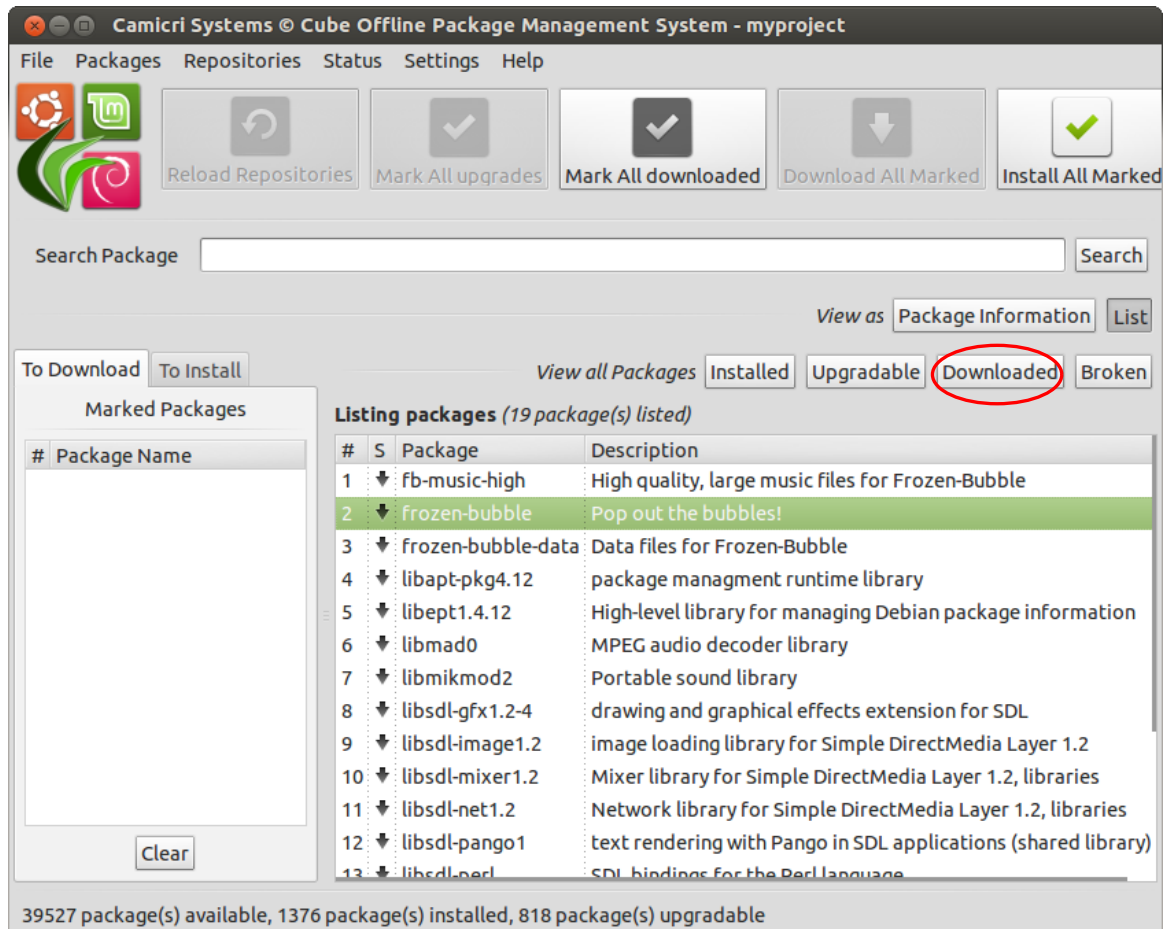 Camicri Systems © Cube Offline Package Management System - myproject
File Packages Repositories Status Settings Help
Reload Repositories Mark All upgrades Mark All downloaded Download All Marked Install All Marked
Search Package Search
View as Package Information List
To Download To Install View all Packages Installed Upgradable Downloaded Broken
Marked Packages Listing packages (19 package(s) listed)
# Package Name # S Package Description
1 fb-music-high High quality, large music files for Frozen-Bubble
2 frozen-bubble Pop out the bubbles!
3 frozen-bubble-data Data files for Frozen-Bubble
4 libapt-pkg4.12 package managment runtime library
5 libept1.4.12 High-level library for managing Debian package information
6 libmad0 MPEG audio decoder library
7 libmikmod2 Portable sound library
8 libsdl-gfx1.2-4 drawing and graphical effects extension for SDL
9 libsdl-image1.2 image loading library for Simple DirectMedia Layer 1.2
10 libsdl-mixer1.2 Mixer library for Simple DirectMedia Layer 1.2, libraries
11 libsdl-net1.2 Network library for Simple DirectMedia Layer 1.2, libraries
12 libsdl-pango1 text rendering with Pango in SDL applications (shared library)
13 libsdl-perl SDL bindings for the Perl language
Clear
39527 package(s) available, 1376 package(s) installed, 818 package(s) upgradable